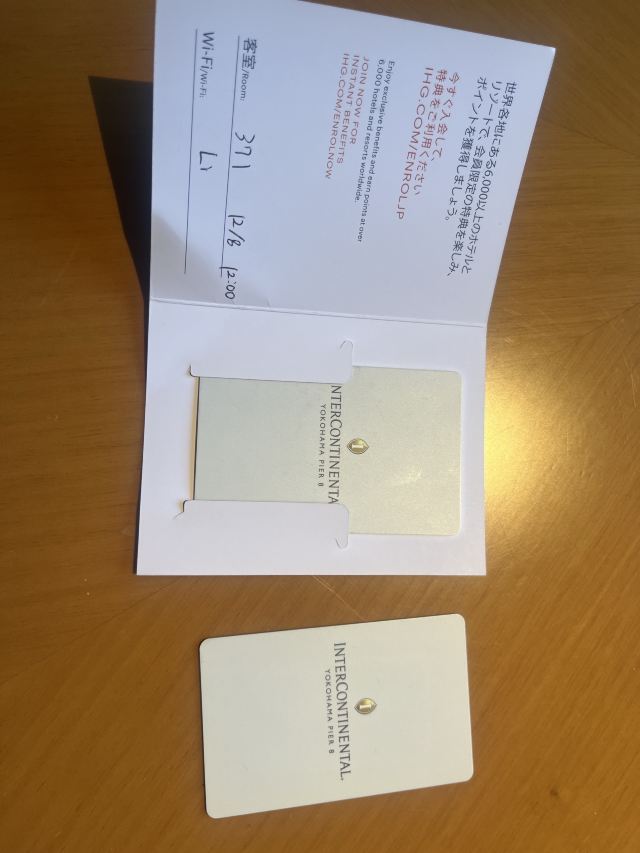 世界各地にある6,000以上のホテルと
リゾートで、会員限定の特典を楽しみ、
ポイントを獲得しましょう。
今すぐ入会して、
特典をご利用ください
IHG.COM/ENROLJP
Enjoy exclusive benefits and earn points at over
6,000 hotels and resorts worldwide.
JOIN NOW FOR
INSTANT BENEFITS
IHG.COM/ENROLNOW
客室/Room: 371 12/8 12:00
Wi-Fi/Wi-Fi: Li
NTERCONTINENTA
YOKOHAMA PIER 8
INTERCONTINENTAL.
YOKOHAMA PIER 8